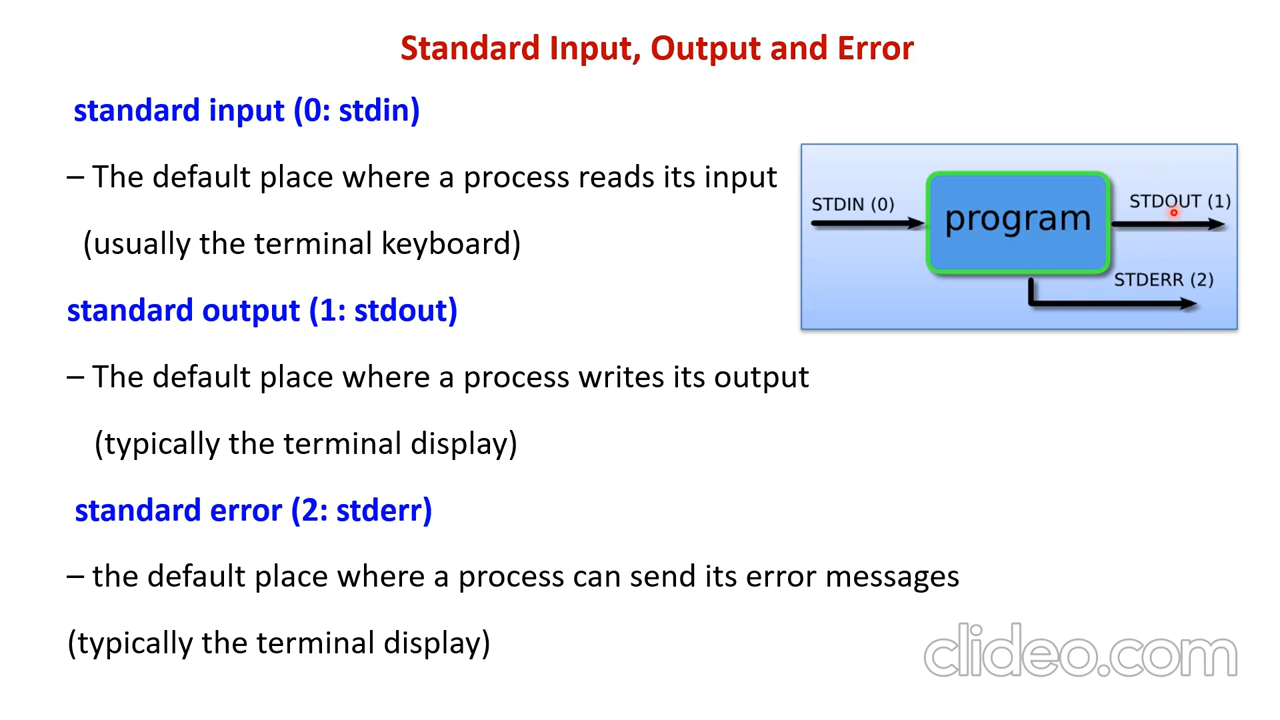 Standard Input, Output and Error
standard input (0: stdin)
– The default place where a process reads its input
(usually the terminal keyboard)
standard output (1: stdout)
– The default place where a process writes its output
(typically the terminal display)
standard error (2: stderr)
– the default place where a process can send its error messages
(typically the terminal display)
STDIN (0)
program
STDOUT (1)
STDERR (2)
clideo.com